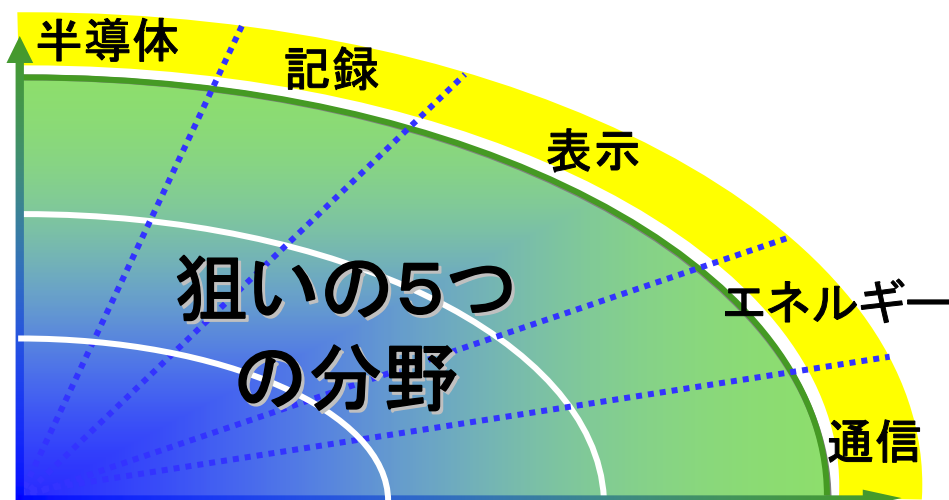 半導体
記録
表示
エネルギー
通信
狙いの5つ
の分野